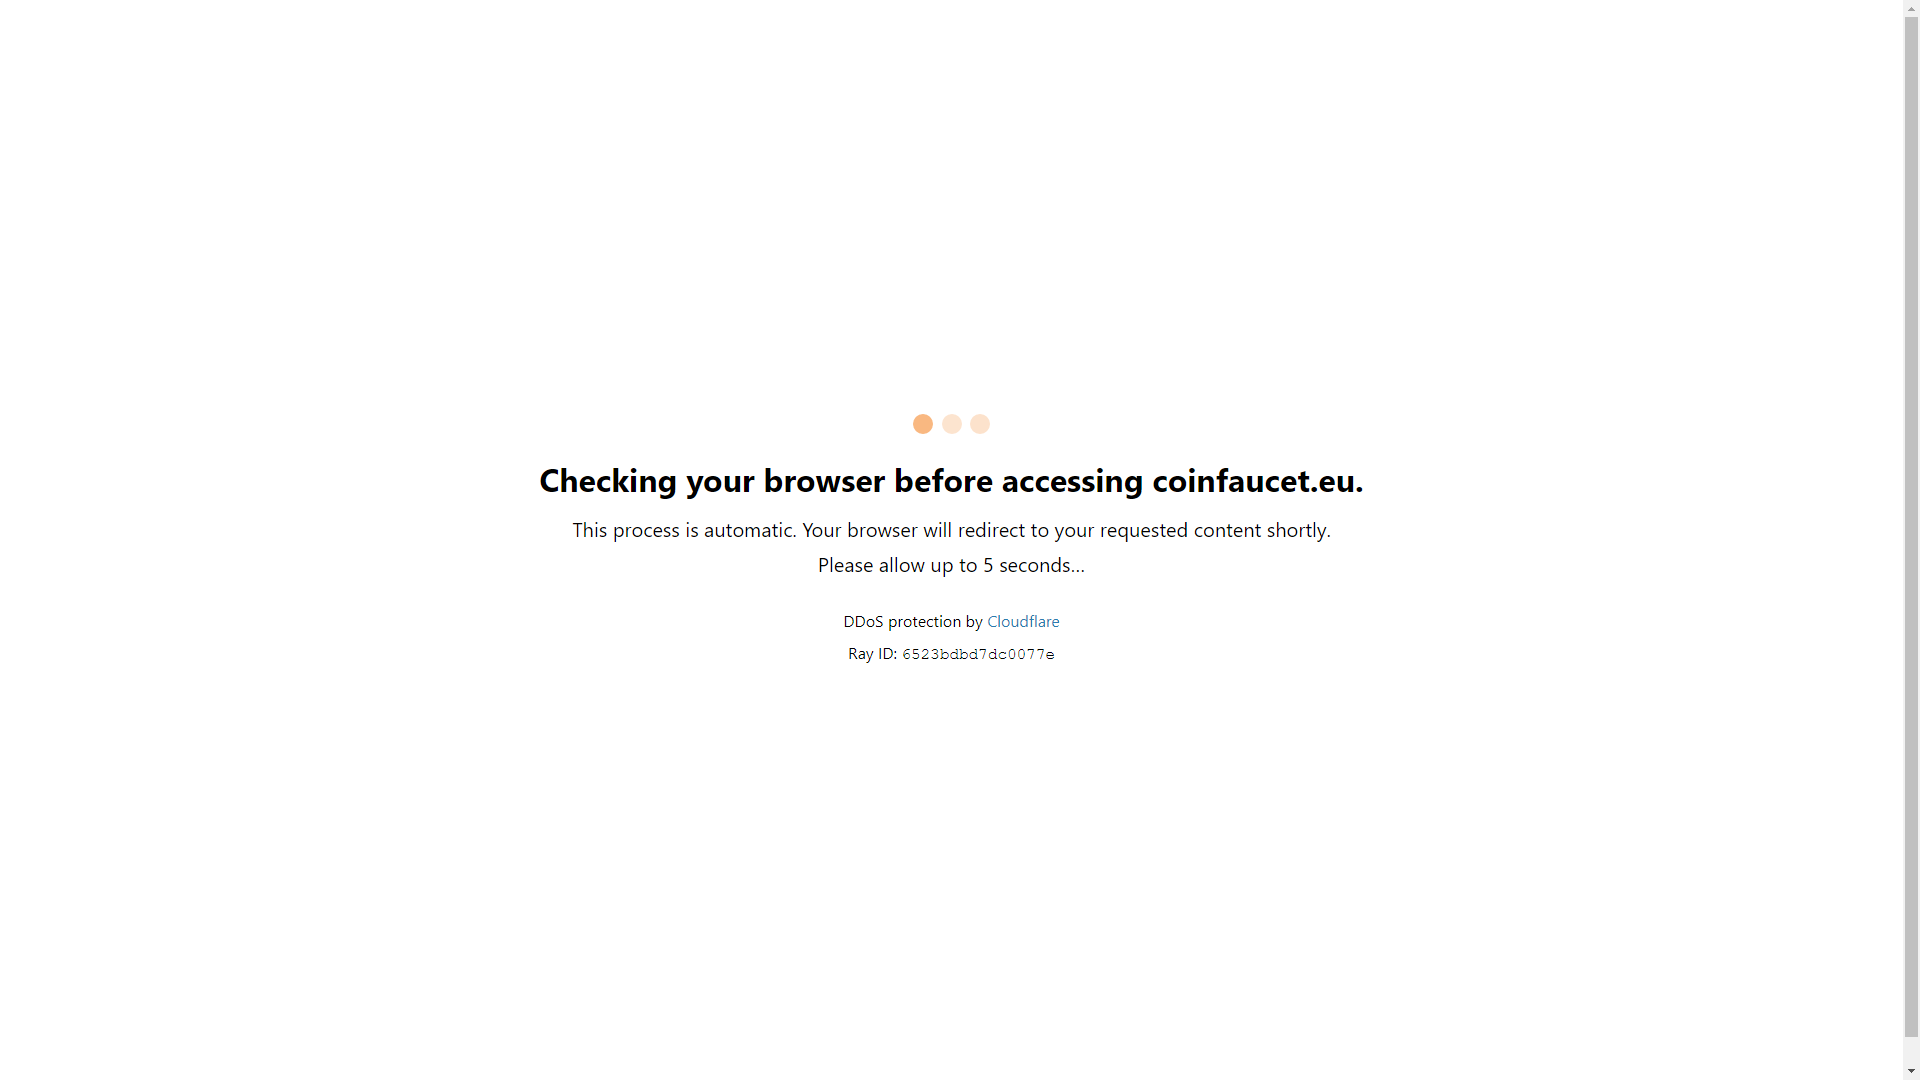 Checking your browser before accessing coinfaucet.eu.
This process is automatic. Your browser will redirect to your requested content shortly.
Please allow up to 5 seconds…
DDoS protection by Cloudflare
Ray ID: 6523bdbd7dc0077e